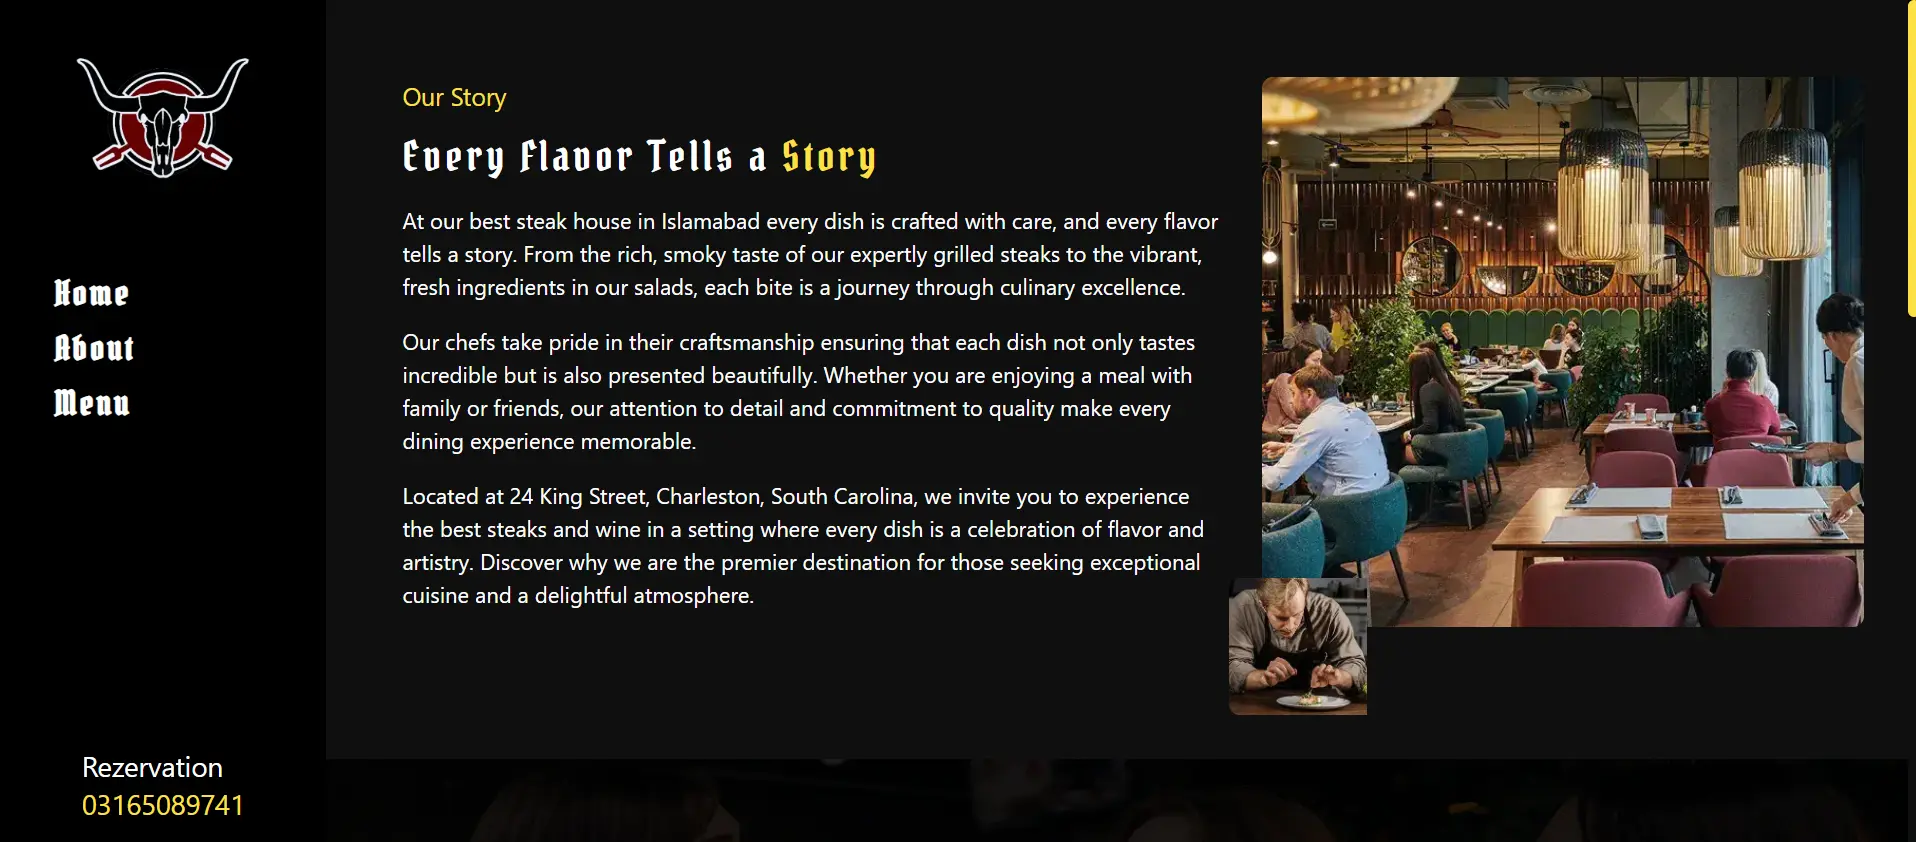 Home
About
Menu
Rezervation
03165089741
Our Story
Every Flavor Tells a Story
At our best steak house in Islamabad every dish is crafted with care, and every flavor
tells a story. From the rich, smoky taste of our expertly grilled steaks to the vibrant,
fresh ingredients in our salads, each bite is a journey through culinary excellence.
Our chefs take pride in their craftsmanship ensuring that each dish not only tastes
incredible but is also presented beautifully. Whether you are enjoying a meal with
family or friends, our attention to detail and commitment to quality make every
dining experience memorable.
Located at 24 King Street, Charleston, South Carolina, we invite you to experience
the best steaks and wine in a setting where every dish is a celebration of flavor and
artistry. Discover why we are the premier destination for those seeking exceptional
cuisine and a delightful atmosphere.